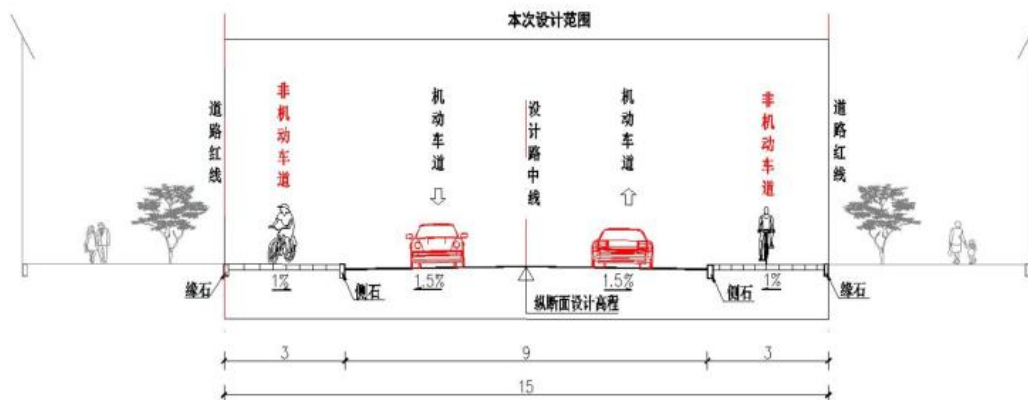 本次设计范围
道路红线
非机动车道
机动车道
设计路中线
机动车道
非机动车道
道路红线
缘石
1%
侧石
1.5%
纵断面设计高程
1.5%
侧石
1%
缘石
3
9
3
15